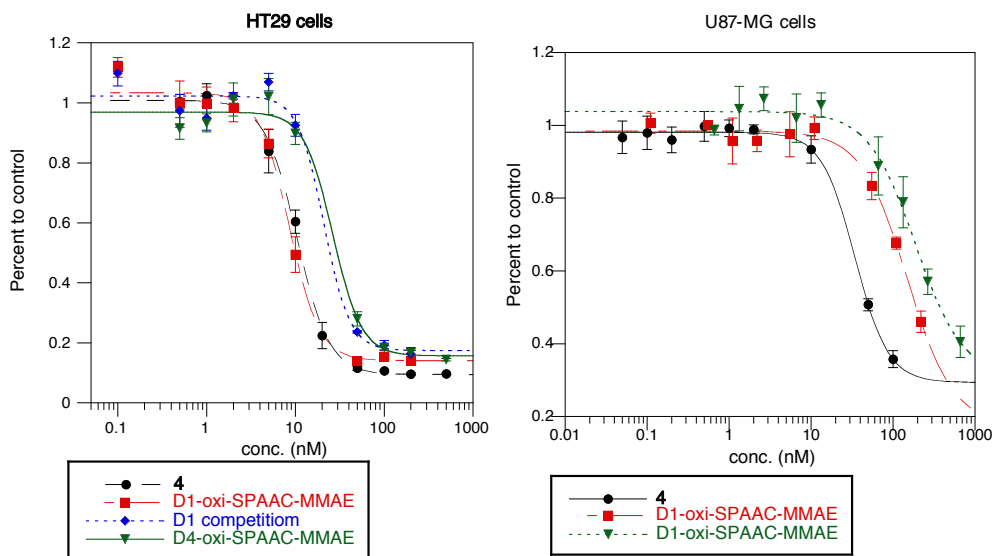 HT29 cells
1.2
1
0.8
0.6
0.4
0.2
0
Percent to control
0.1
1
10
100
1000
conc. (nM)
4
D1-oxi-SPAAC-MMAE
D1 competitiom
D4-oxi-SPAAC-MMAE
U87-MG cells
1.2
1
0.8
0.6
0.4
0.2
Percent to control
0.01
0.1
1
10
100
1000
conc. (nM)
4
D1-oxi-SPAAC-MMAE
D1-oxi-SPAAC-MMAE